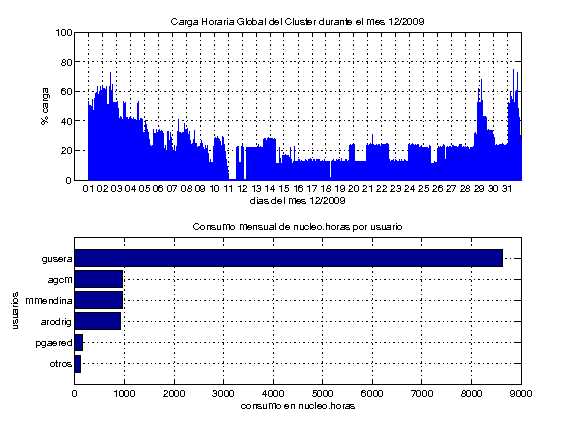 Carga Horaria Global del Cluster durante el mes 12/2009
100
80
60
40
20
0
% carga
01 02 03 04 05 06 07 08 09 10 11 12 13 14 15 16 17 18 19 20 21 22 23 24 25 26 27 28 29 30 31
dias del mes 12/2009
Consumo mensual de nucleo.horas por usuario
gusera
agcm
mmendina
arodrig
pgaered
otros
usuarios
0 1000 2000 3000 4000 5000 6000 7000 8000 9000
consumo en nucleo.horas